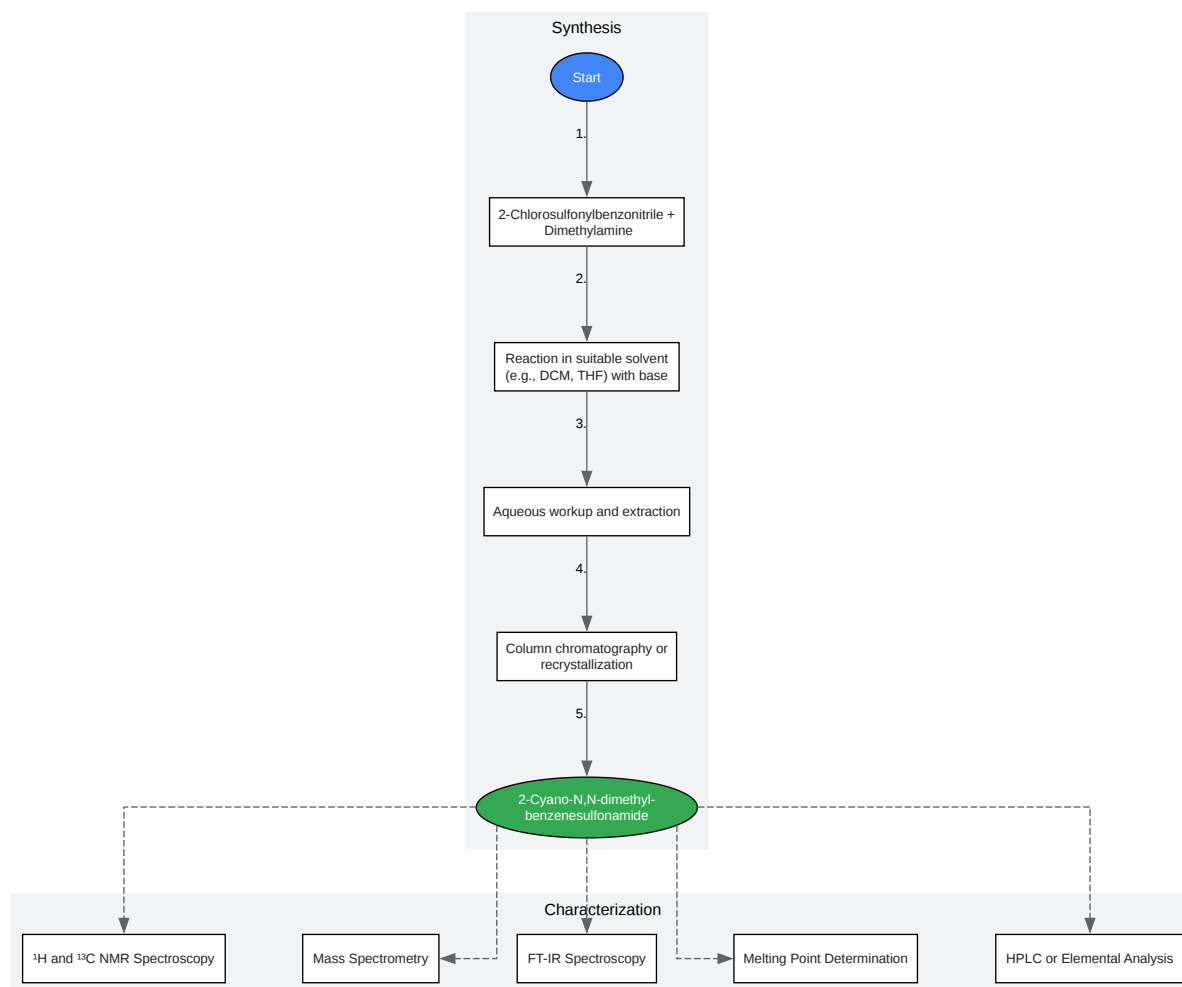 Synthesis
Start
1.
2-Chlorosulfonylbenzonitrile +
Dimethylamine
2.
Reaction in suitable solvent
(e.g., DCM, THF) with base
3.
Aqueous workup and extraction
4.
Column chromatography or
recrystallization
5.
2-Cyano-N,N-dimethyl-
benzenesulfonamide
Characterization
¹H and ¹³C NMR Spectroscopy
Mass Spectrometry
FT-IR Spectroscopy
Melting Point Determination
HPLC or Elemental Analysis